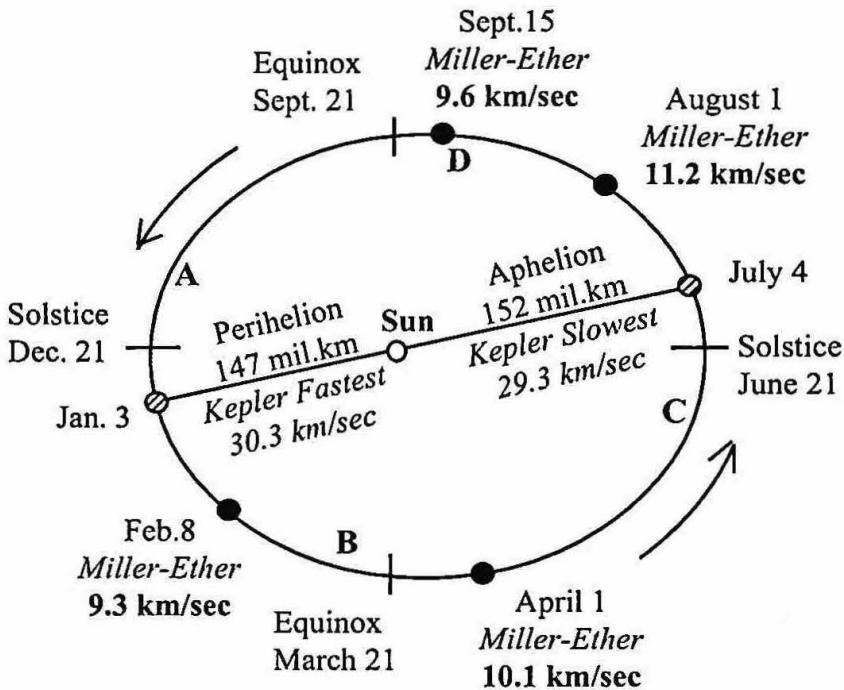 Sept.15
Miller-Ether
9.6 km/sec
Equinox
Sept. 21
August 1
Miller-Ether
11.2 km/sec
D
A
Aphelion
152 mil.km
Kepler Slowest
29.3 km/sec
July 4
Solstice
Dec. 21
Perihelion
147 mil.km
Kepler Fastest
30.3 km/sec
Sun
Solstice
June 21
Jan. 3
C
Feb.8
Miller-Ether
9.3 km/sec
B
Equinox
March 21
April 1
Miller-Ether
10.1 km/sec